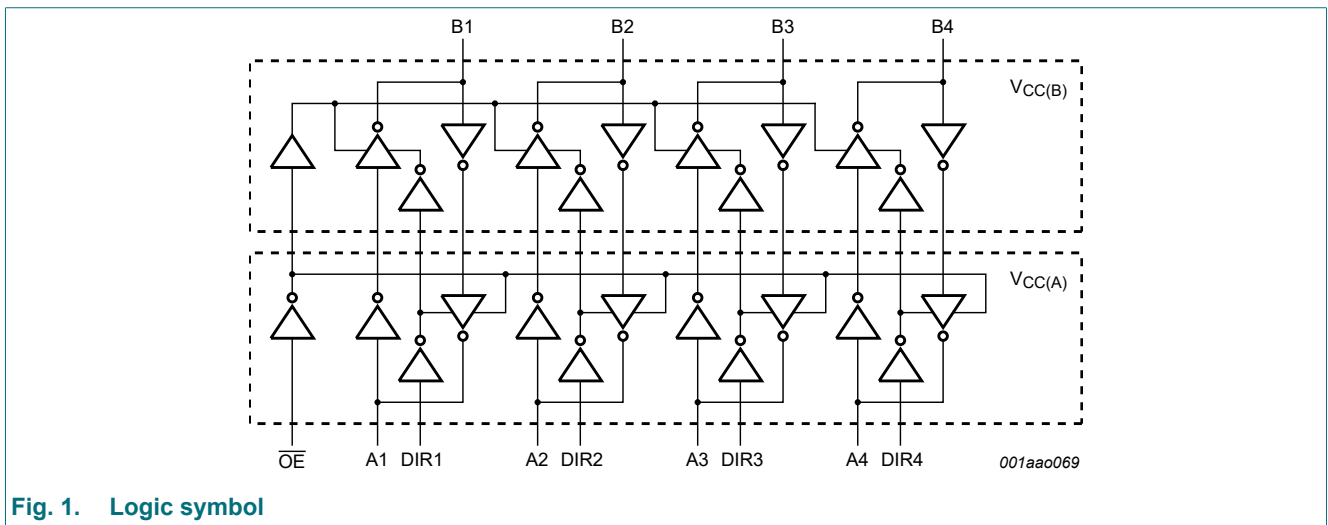 B1 B2 B3 B4
VCC(B)
VCC(A)
OE A1 DIR1 A2 DIR2 A3 DIR3 A4 DIR4 001aao069
Fig. 1. Logic symbol